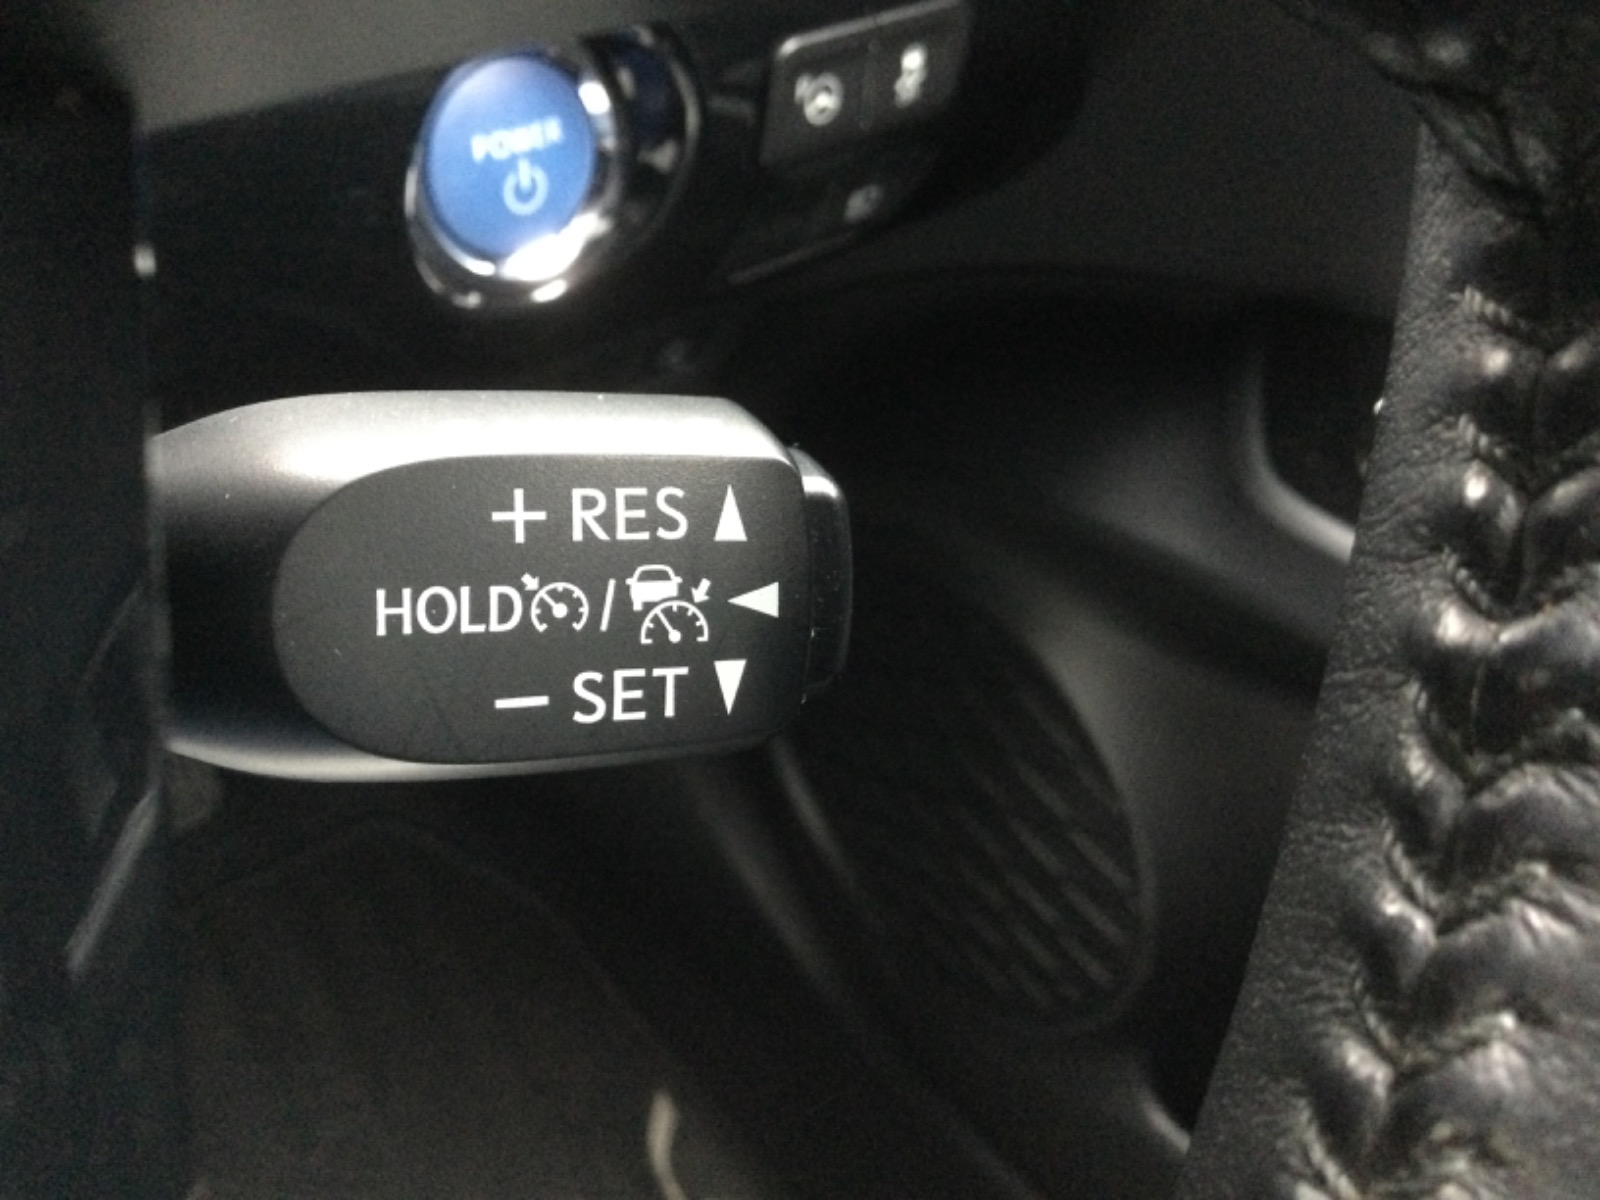 POWER
+ RES
HOLD /
– SET